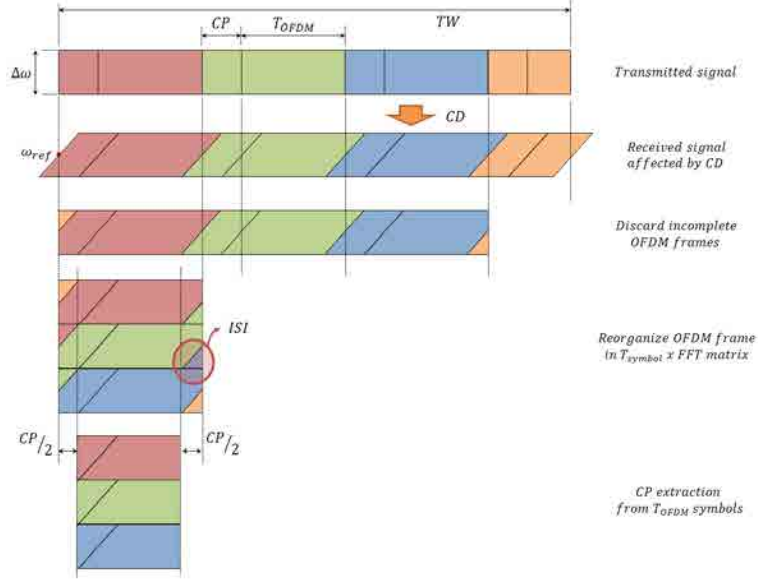 TW
CP T_OFDM
Δω
Transmitted signal
CD
ω_ref
Received signal
affected by CD
Discard incomplete
OFDM frames
ISI
Reorganize OFDM frame
in T_symbol x FFT matrix
CP/2 CP/2
CP extraction
from T_OFDM symbols